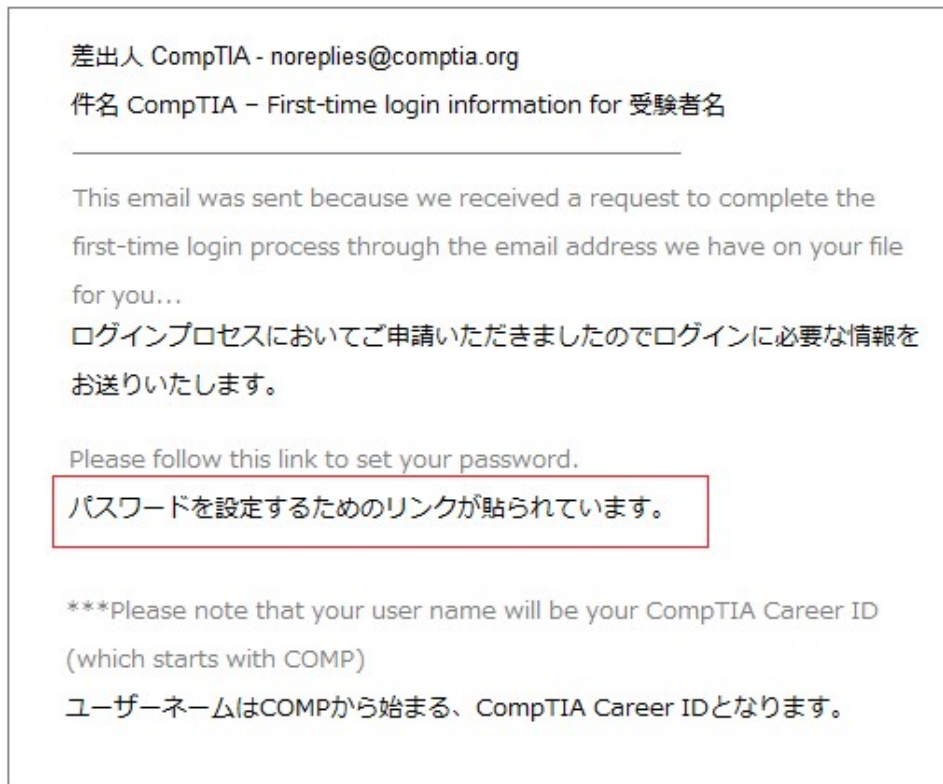 差出人 CompTIA - noreplies@comptia.org
件名 CompTIA – First-time login information for 受験者名
This email was sent because we received a request to complete the
first-time login process through the email address we have on your file
for you...
ログインプロセスにおいてご申請いただきましたのでログインに必要な情報を
お送りいたします。
Please follow this link to set your password.
パスワードを設定するためのリンクが貼られています。
***Please note that your user name will be your CompTIA Career ID
(which starts with COMP)
ユーザーネームはCOMPから始まる、CompTIA Career IDとなります。